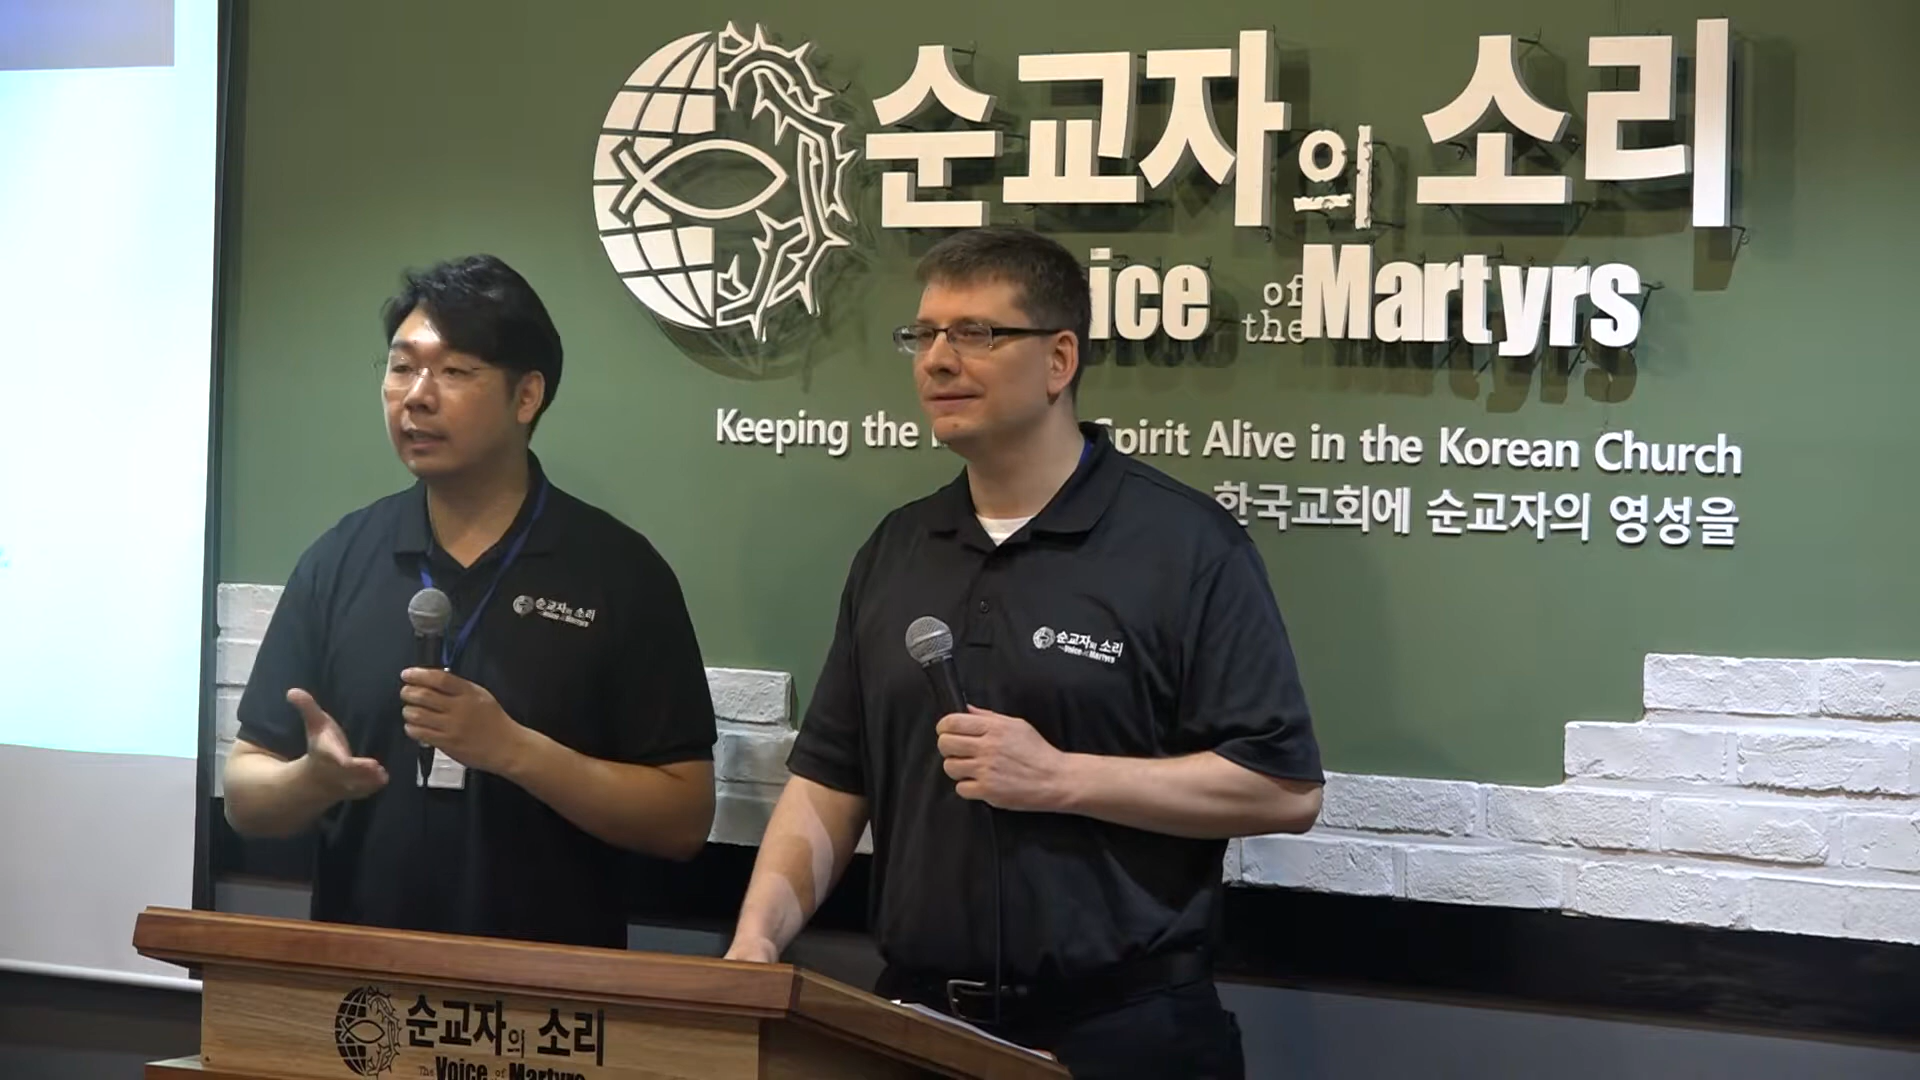 순교자의 소리
ice of the Martyrs
Keeping the Spirit Alive in the Korean Church
한국교회에 순교자의 영성을
순교자의 소리
Voice of Martyrs
순교자의 소리
Voice of Martyrs
순교자의 소리
The Voice of Martyrs